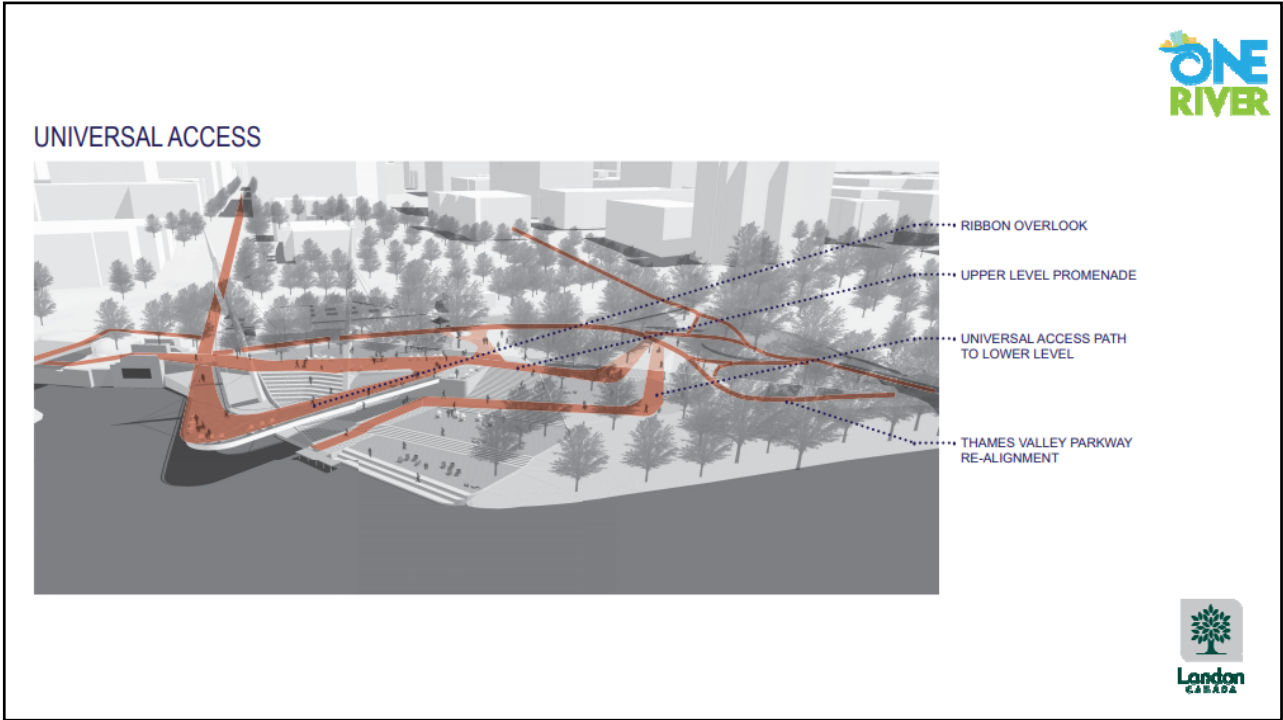 ONE
RIVER
UNIVERSAL ACCESS
RIBBON OVERLOOK
UPPER LEVEL PROMENADE
UNIVERSAL ACCESS PATH
TO LOWER LEVEL
THAMES VALLEY PARKWAY
RE-ALIGNMENT
London
CANADA